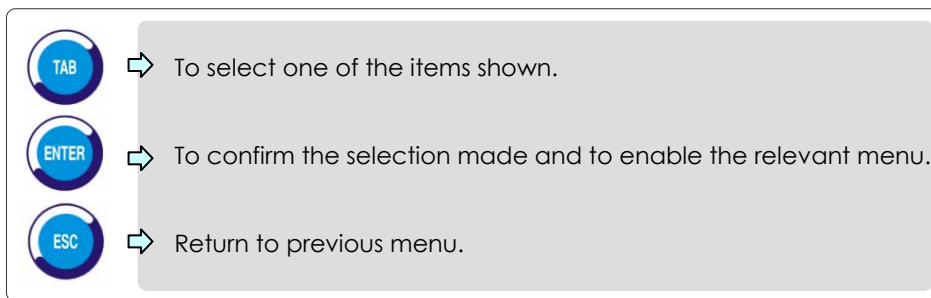 TAB
To select one of the items shown.
ENTER
To confirm the selection made and to enable the relevant menu.
ESC
Return to previous menu.